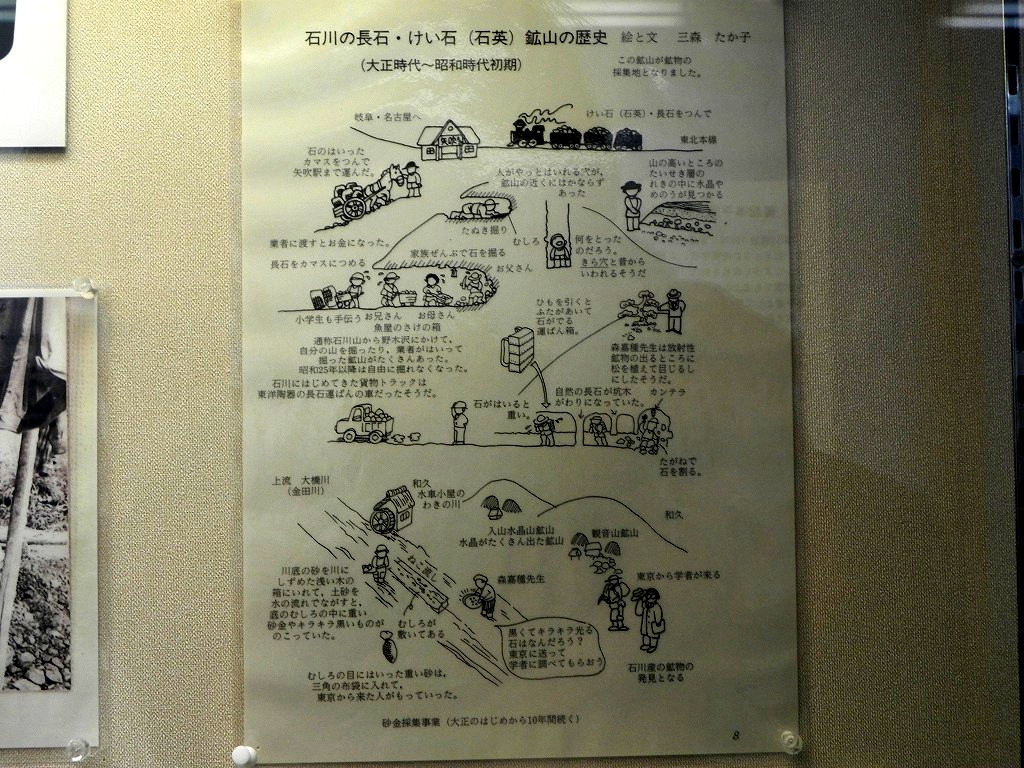 石川の長石・けい石（石英）鉱山の歴史　絵と文　三森　たか子
（大正時代～昭和時代初期）
この鉱山が鉱物の
採集地となりました。
岐阜・名古屋へ
矢吹
けい石（石英）・長石をつんで
東北本線
石のはいった
カマスをつんで
矢吹駅まで運んだ。
人がやっとはいれる穴が、
鉱山の近くにはかならず
あった
山の高いところの
たいせき層の
れきの中に水晶や
めのうが見つかる
たぬき掘り
業者に渡すとお金になった。
むしろ
何をとった
のだろう。
きら穴と昔から
いわれるそうだ
家族ぜんぶで石を掘る
長石をカマスにつめる
お父さん
小学生も手伝う
お兄さん
お母さん
魚屋のさけの箱
ひもを引くと
ふたがあいて
石がでる
運ばん箱。
通称石川山から野木沢にかけて、
自分の山を掘ったり、業者がはいって
掘った鉱山がたくさんあった。
昭和25年以降は自由に掘れなくなった。
森嘉種先生は放射性
鉱物の出るところに
松を植えて目じるし
にしたそうだ。
石川にはじめてきた貨物トラックは
東洋陶器の長石運ばんの車だったそうだ。
石がはいると
重い。
自然の長石が坑木
がわりになっていた。
カンテラ
たがねで
石を割る。
上流　大橋川
（金田川）
和久
水車小屋の
わきの川
入山水晶山鉱山
水晶がたくさん出た鉱山
観音山鉱山
和久
川底の砂を川に
しずめた浅い木の
箱にいれて、土砂を
水の流れでながすと、
底のむしろの中に重い
砂金やキラキラ黒いものが
のこっていた。
ねこ流し
むしろが
敷いてある
森嘉種先生
東京から学者が来る
黒くてキラキラ光る
石はなんだろう？
東京に送って
学者に調べてもらおう
石川産の鉱物の
発見となる
むしろの目にはいった重い砂は、
三角の布袋に入れて、
東京から来た人がもっていった。
砂金採集事業（大正のはじめから10年間続く）
8